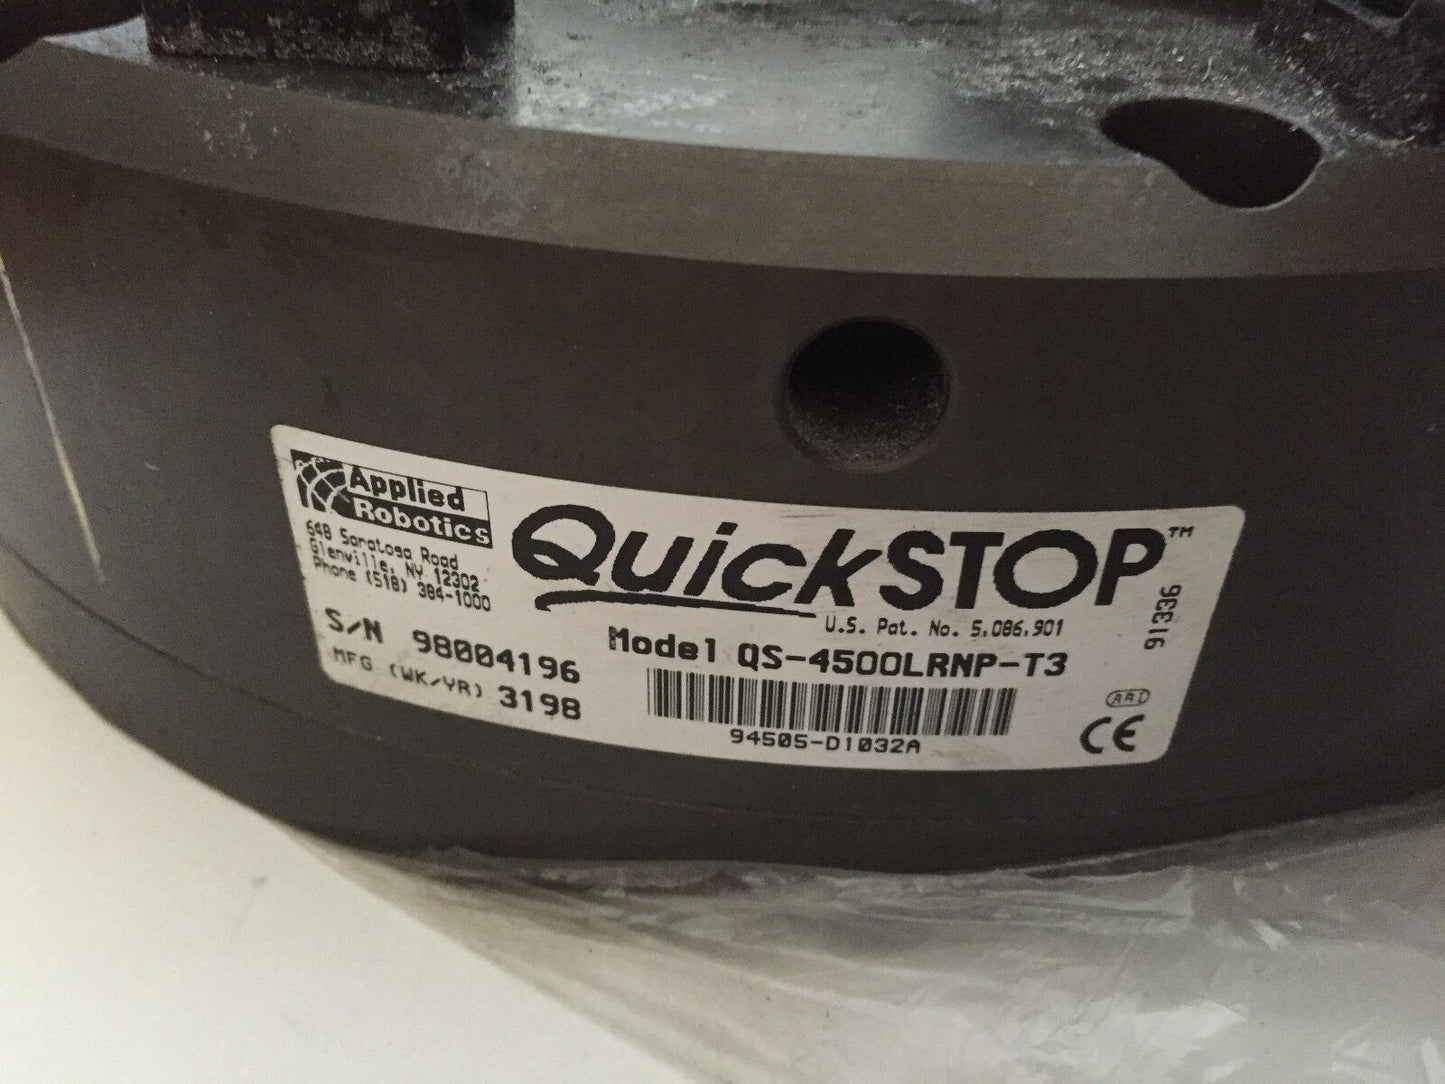 Applied
Robotics
648 Saratoga Road
Glenville, NY 12302
Phone (518) 384-1000
QuickSTOP™
U.S. Pat. No. 5,086,901
S/N 98004196
Model QS-4500LRNP-T3
MFG (WK/YR) 3198
94505-D1032A
91336
ARI
CE